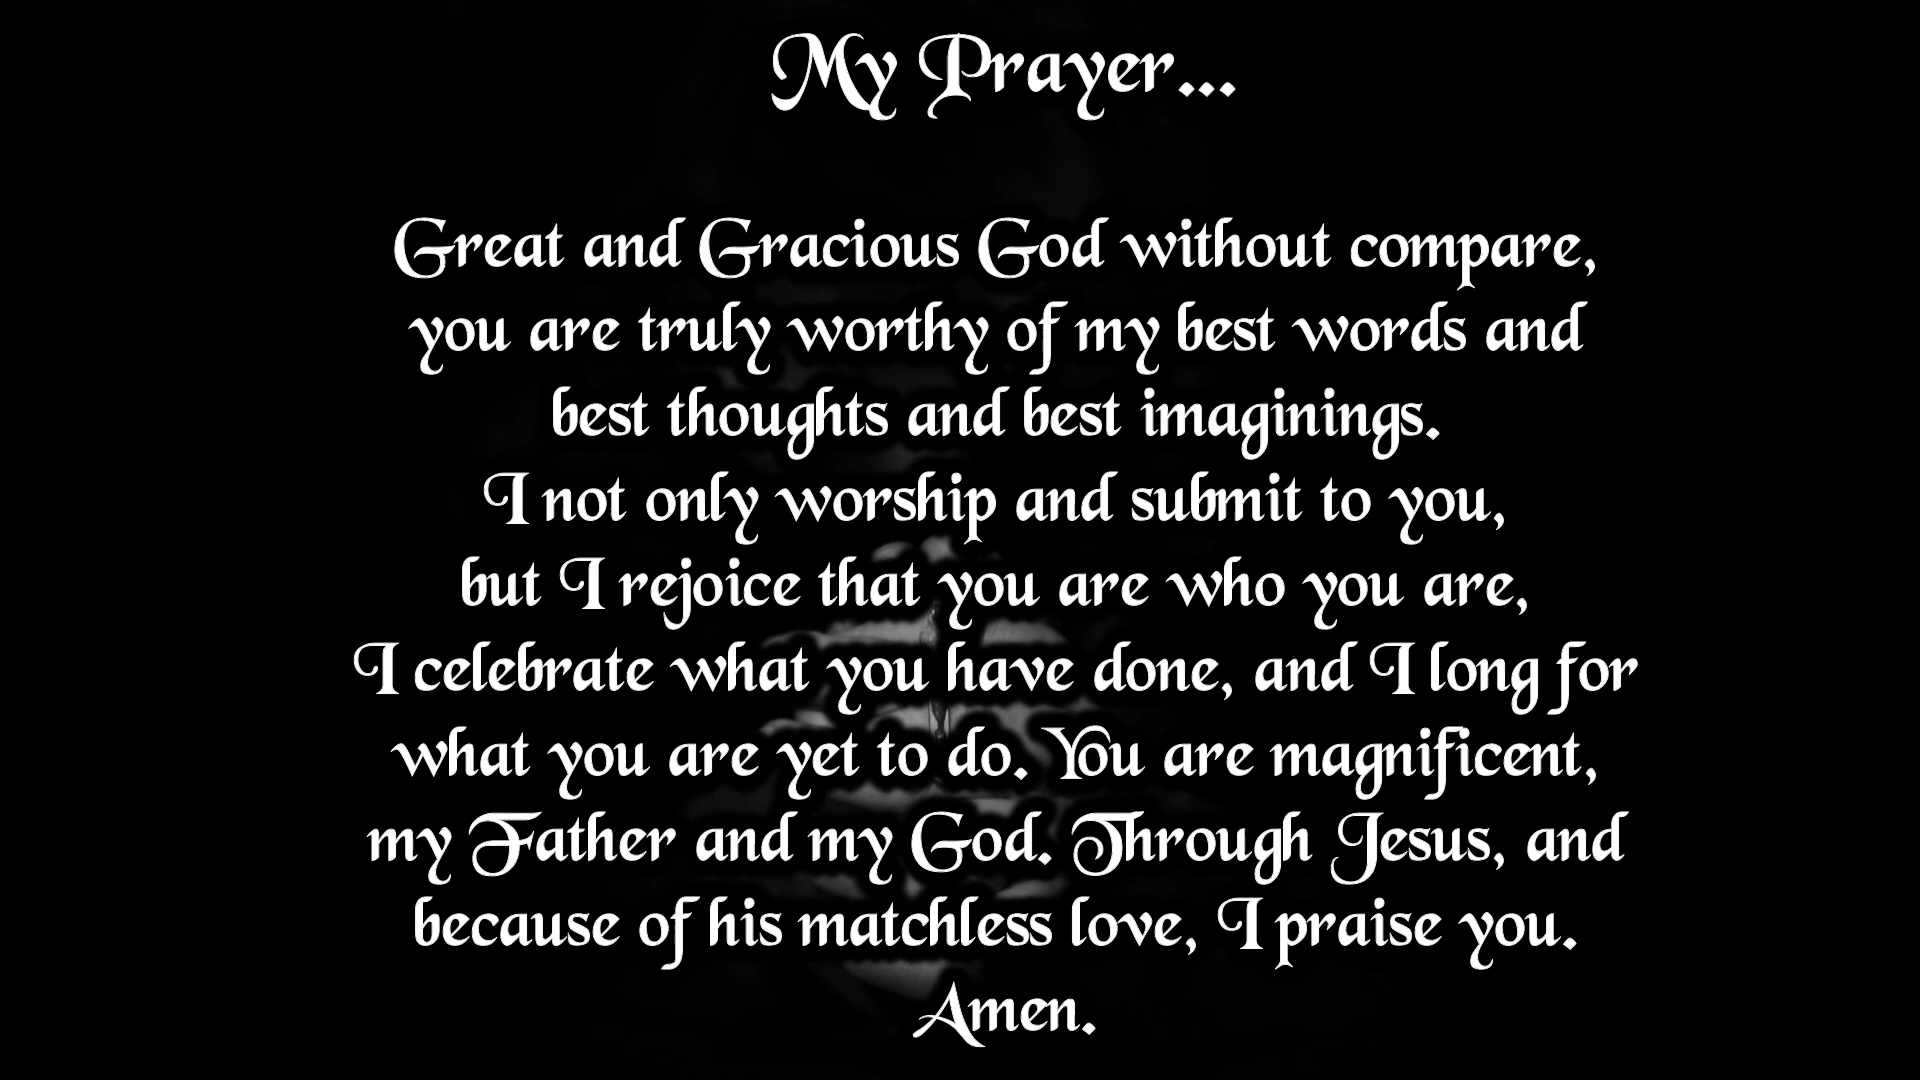 My Prayer...
Great and Gracious God without compare,
you are truly worthy of my best words and
best thoughts and best imaginings.
I not only worship and submit to you,
but I rejoice that you are who you are,
I celebrate what you have done, and I long for
what you are yet to do. You are magnificent,
my Father and my God. Through Jesus, and
because of his matchless love, I praise you.
Amen.